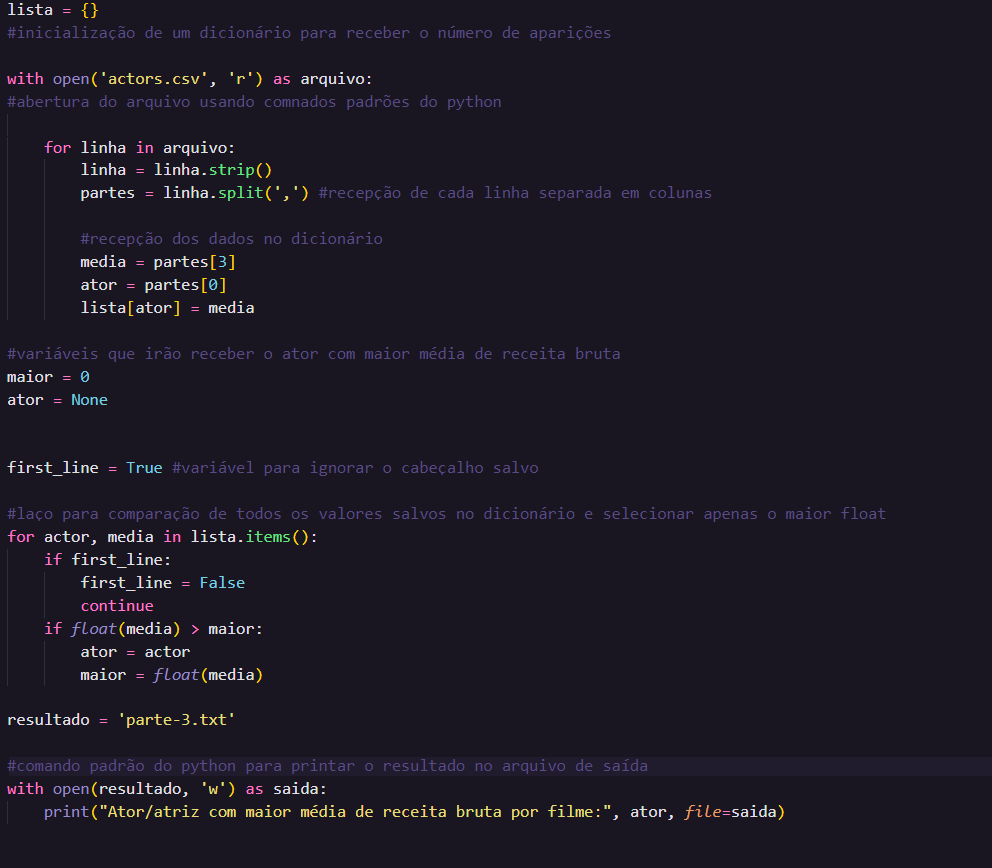 lista = {}
#inicialização de um dicionário para receber o número de aparições
with open('actors.csv', 'r') as arquivo:
#abertura do arquivo usando comnados padrões do python
for linha in arquivo:
linha = linha.strip()
partes = linha.split(',') #recepção de cada linha separada em colunas
#recepção dos dados no dicionário
media = partes[3]
ator = partes[0]
lista[ator] = media
#variáveis que irão receber o ator com maior média de receita bruta
maior = 0
ator = None
first_line = True #variável para ignorar o cabeçalho salvo
#laço para comparação de todos os valores salvos no dicionário e selecionar apenas o maior float
for actor, media in lista.items():
if first_line:
first_line = False
continue
if float(media) > maior:
ator = actor
maior = float(media)
resultado = 'parte-3.txt'
#comando padrão do python para printar o resultado no arquivo de saída
with open(resultado, 'w') as saida:
print("Ator/atriz com maior média de receita bruta por filme:", ator, file=saida)